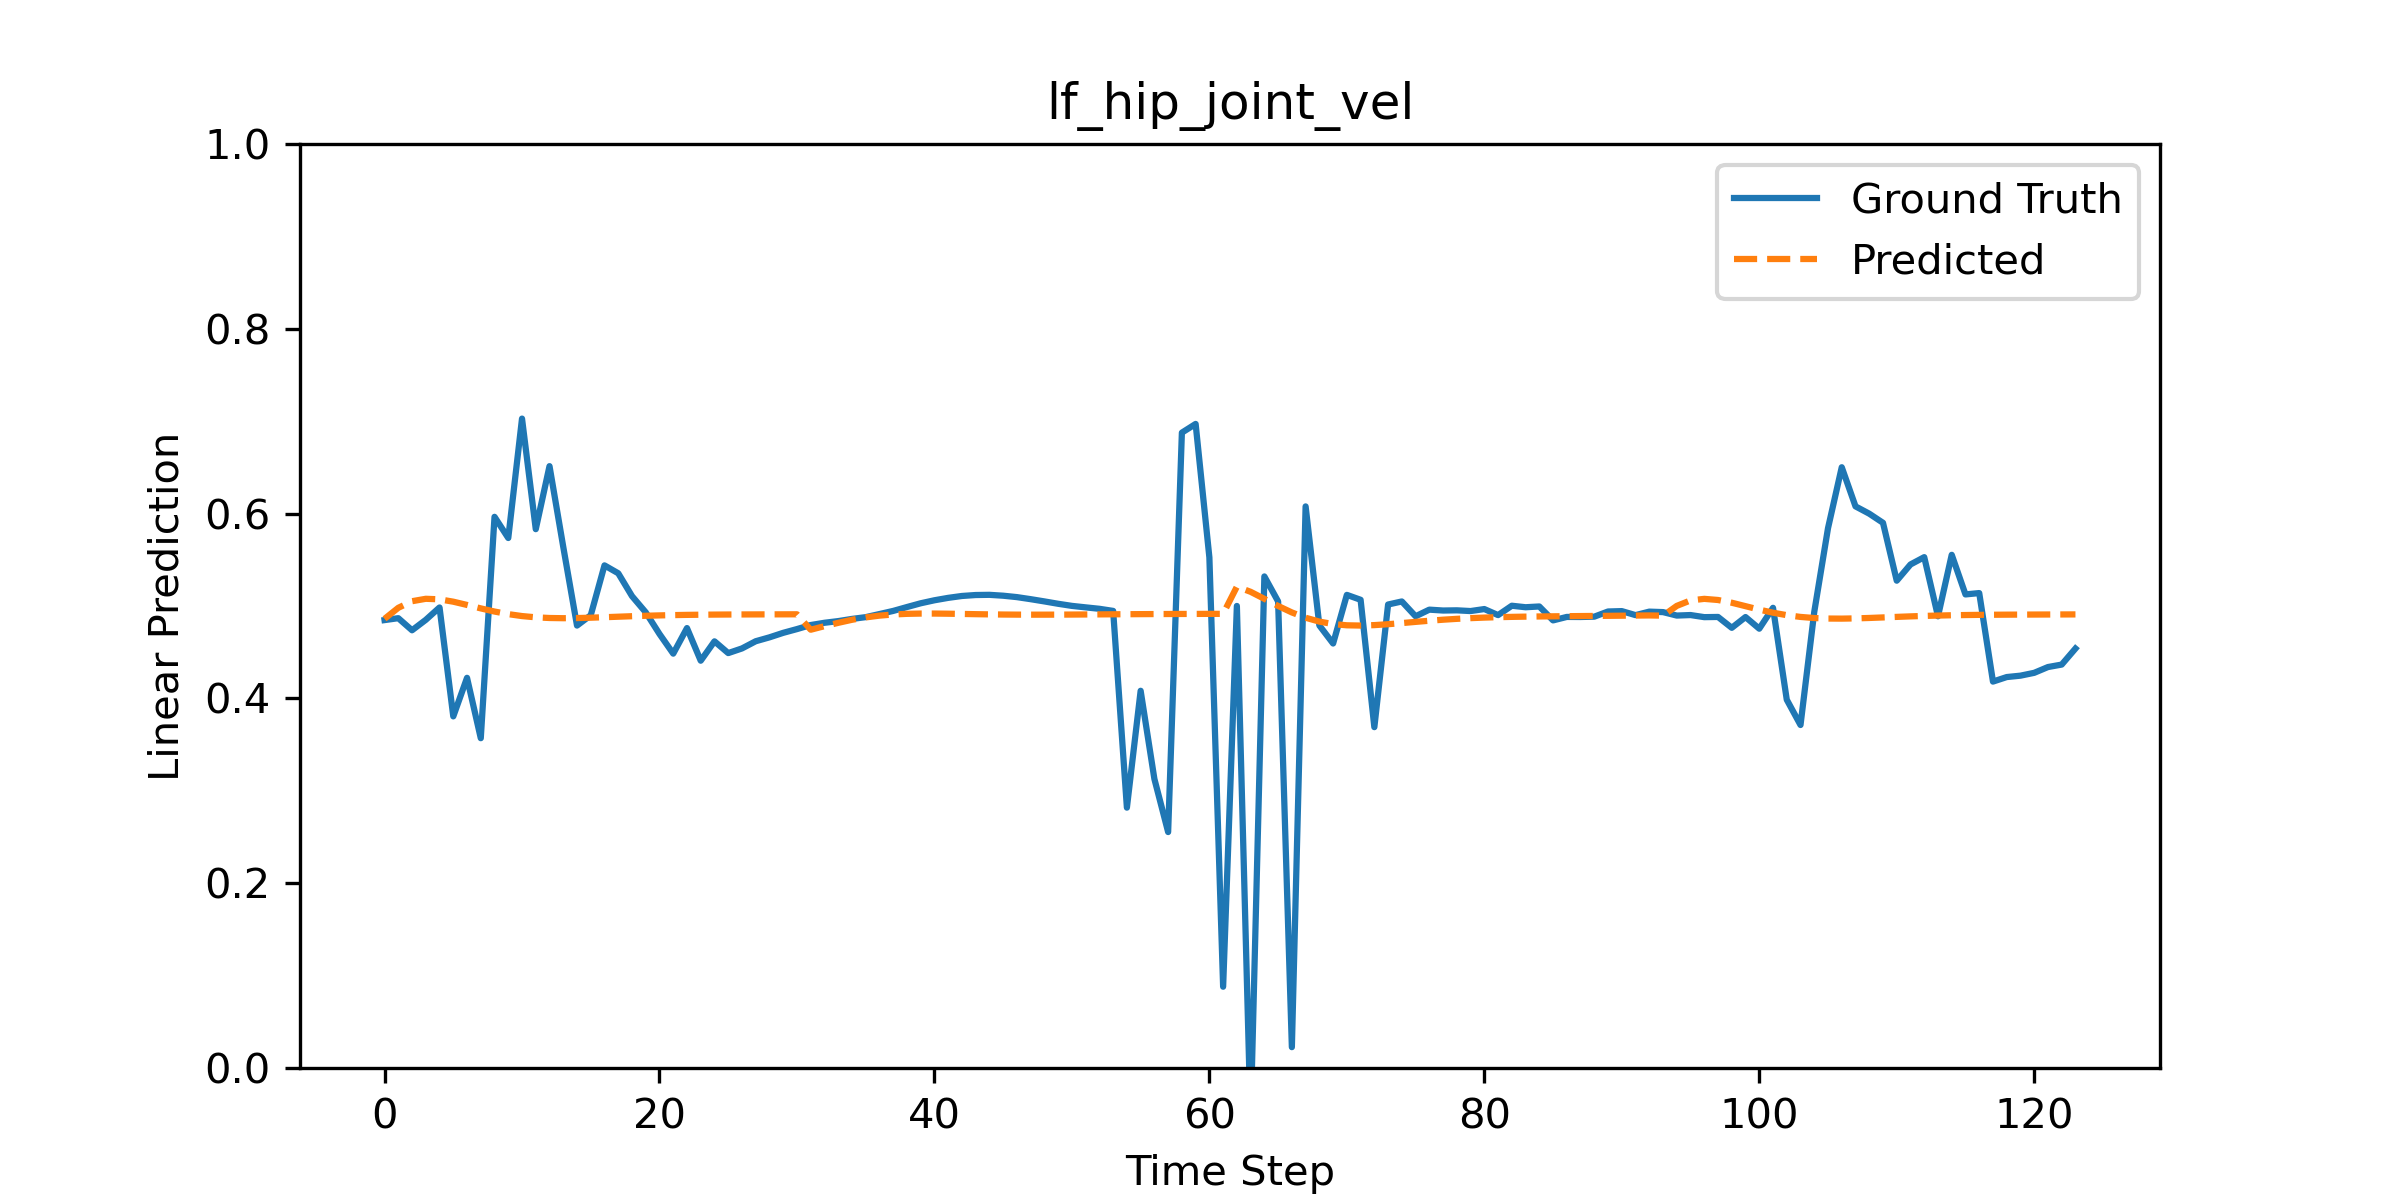 lf_hip_joint_vel
1.0
0.8
0.6
0.4
0.2
0.0
Linear Prediction
Ground Truth
Predicted
0 20 40 60 80 100 120
Time Step